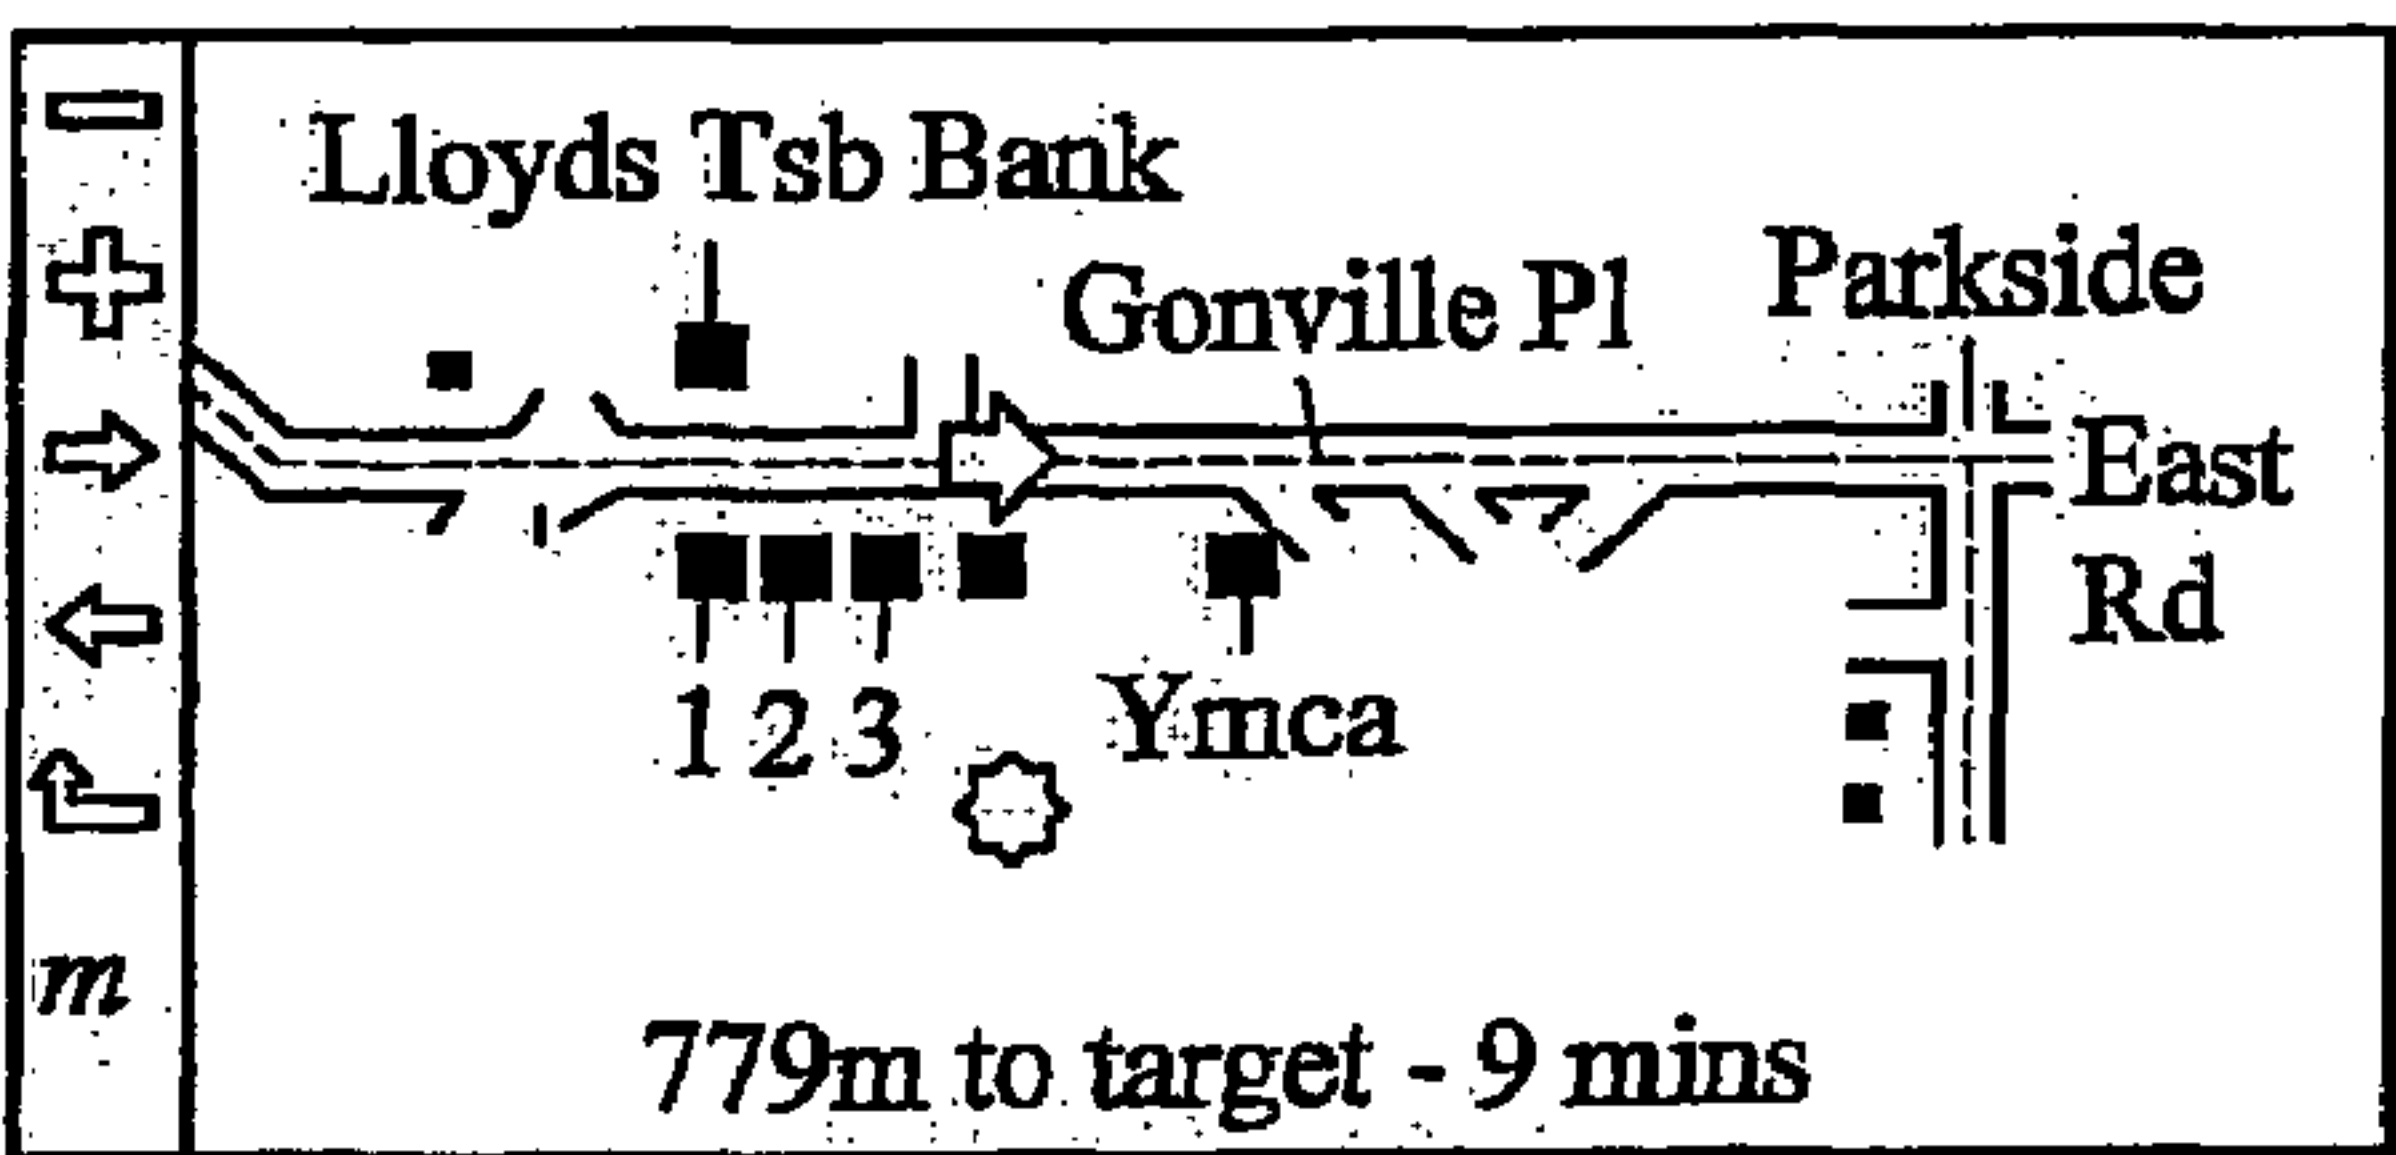 Lloyds Tsb Bank
Gonville Pl
Parkside
East
Rd
1 2 3
Ymca
m
779m to target - 9 mins